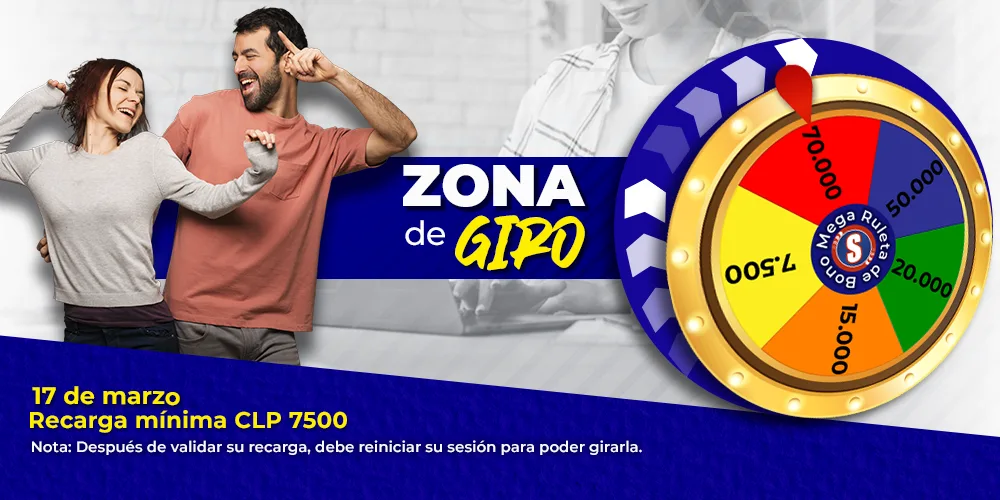 ZONA
de GIRO
70.000
50.000
20.000
15.000
7.500
Mega Ruleta de Bono
S
17 de marzo
Recarga mínima CLP 7500
Nota: Después de validar su recarga, debe reiniciar su sesión para poder girarla.